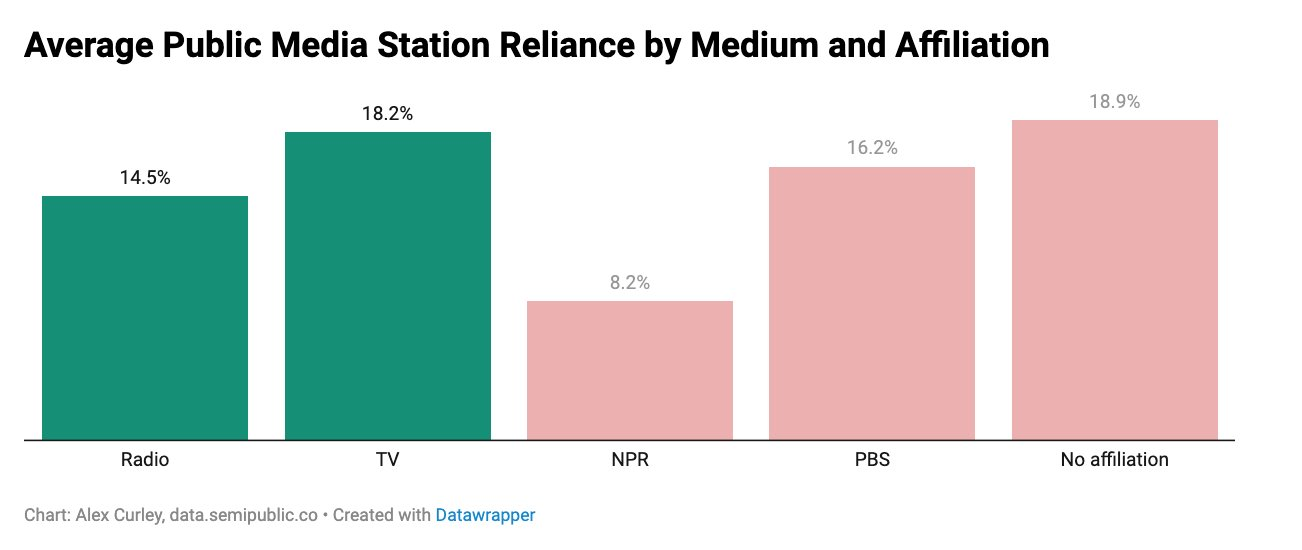 Average Public Media Station Reliance by Medium and Affiliation
14.5%
18.2%
8.2%
16.2%
18.9%
Radio
TV
NPR
PBS
No affiliation
Chart: Alex Curley, data.semipublic.co • Created with Datawrapper